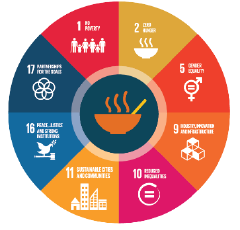 1 NO
POVERTY
2 ZERO
HUNGER
5 GENDER
EQUALITY
9 INDUSTRY, INNOVATION
AND INFRASTRUCTURE
10 REDUCED
INEQUALITIES
11 SUSTAINABLE CITIES
AND COMMUNITIES
16 PEACE, JUSTICE
AND STRONG
INSTITUTIONS
17 PARTNERSHIPS
FOR THE GOALS